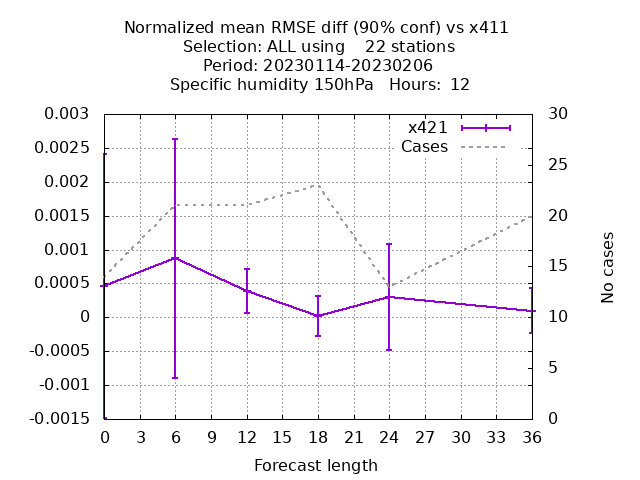 Normalized mean RMSE diff (90% conf) vs x411
Selection: ALL using    22 stations
Period: 20230114-20230206
Specific humidity 150hPa   Hours:  12
0.003
0.0025
0.002
0.0015
0.001
0.0005
0
-0.0005
-0.001
-0.0015
30
25
20
15
10
5
0
x421
Cases
No cases
0 3 6 9 12 15 18 21 24 27 30 33 36
Forecast length